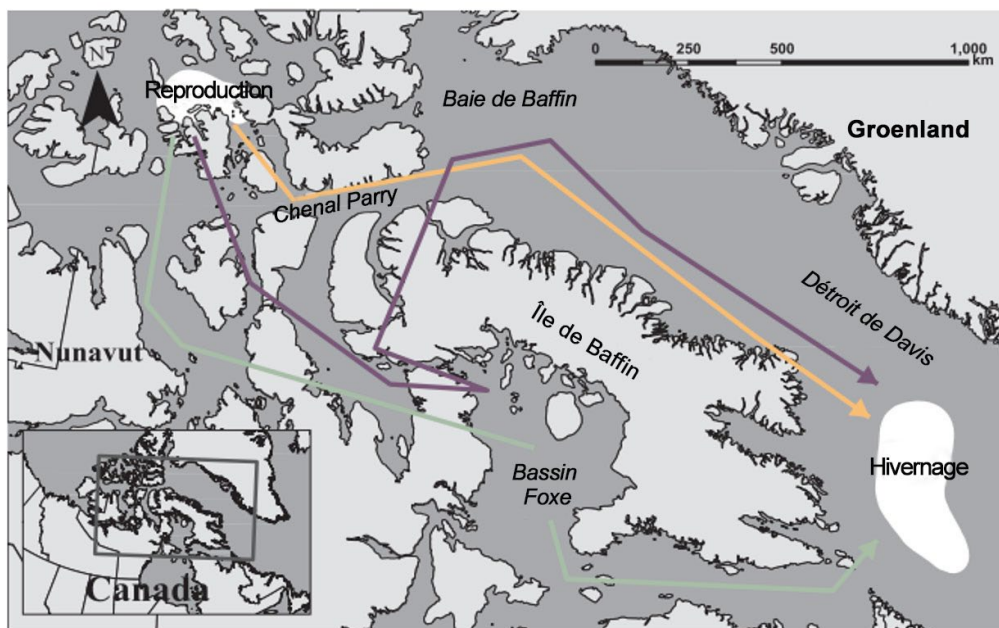 N
Reproduction
Baie de Baffin
0 250 500 1,000
km
Groenland
Chenal Parry
Détroit de Davis
Île de Baffin
Nunavut
Hivernage
Bassin
Foxe
Canada